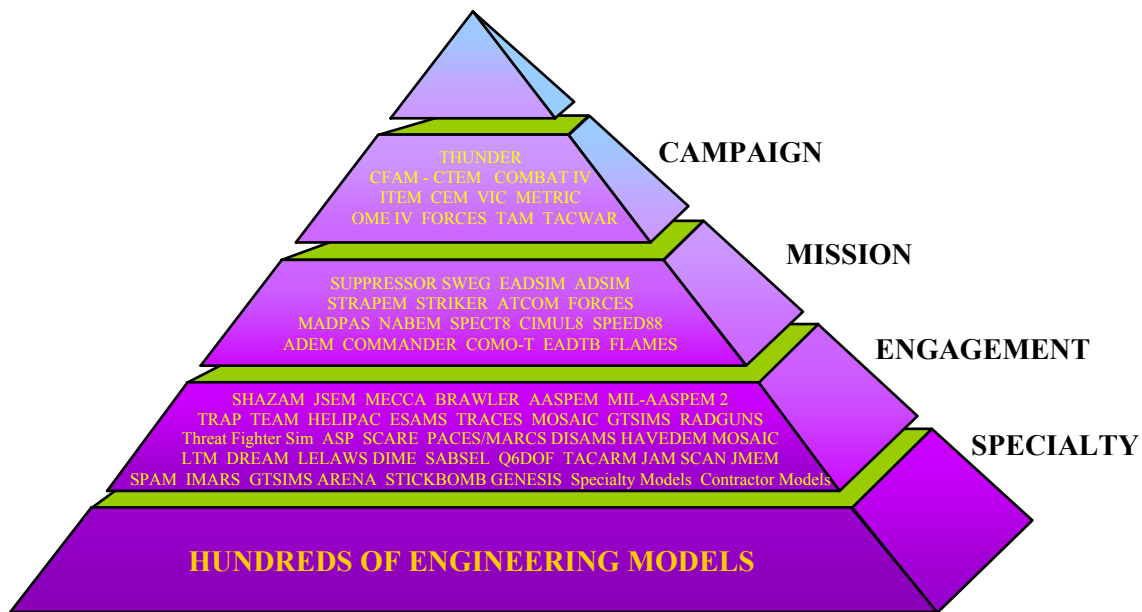 CAMPAIGN
THUNDER
CFAM - CTEM COMBAT IV
ITEM CEM VIC METRIC
OME IV FORCES TAM TACWAR
MISSION
SUPPRESSOR SWEG EADSIM ADSIM
STRAPEM STRIKER ATCOM FORCES
MADPAS NABEM SPECT8 CIMUL8 SPEED88
ADEM COMMANDER COMO-T EADTB FLAMES
ENGAGEMENT
SHAZAM JSEM MECCA BRAWLER AASPEM MIL-AASPEM 2
TRAP TEAM HELIPAC ESAMS TRACES MOSAIC GTSIMS RADGUNS
Threat Fighter Sim ASP SCARE PACES/MARCS DISAMS HAVEDEM MOSAIC
LTM DREAM LELAWS DIME SABSEL Q6DOF TACARM JAM SCAN JMEM
SPAM IMARS GTSIMS ARENA STICKBOMB GENESIS Specialty Models Contractor Models
SPECIALTY
HUNDREDS OF ENGINEERING MODELS